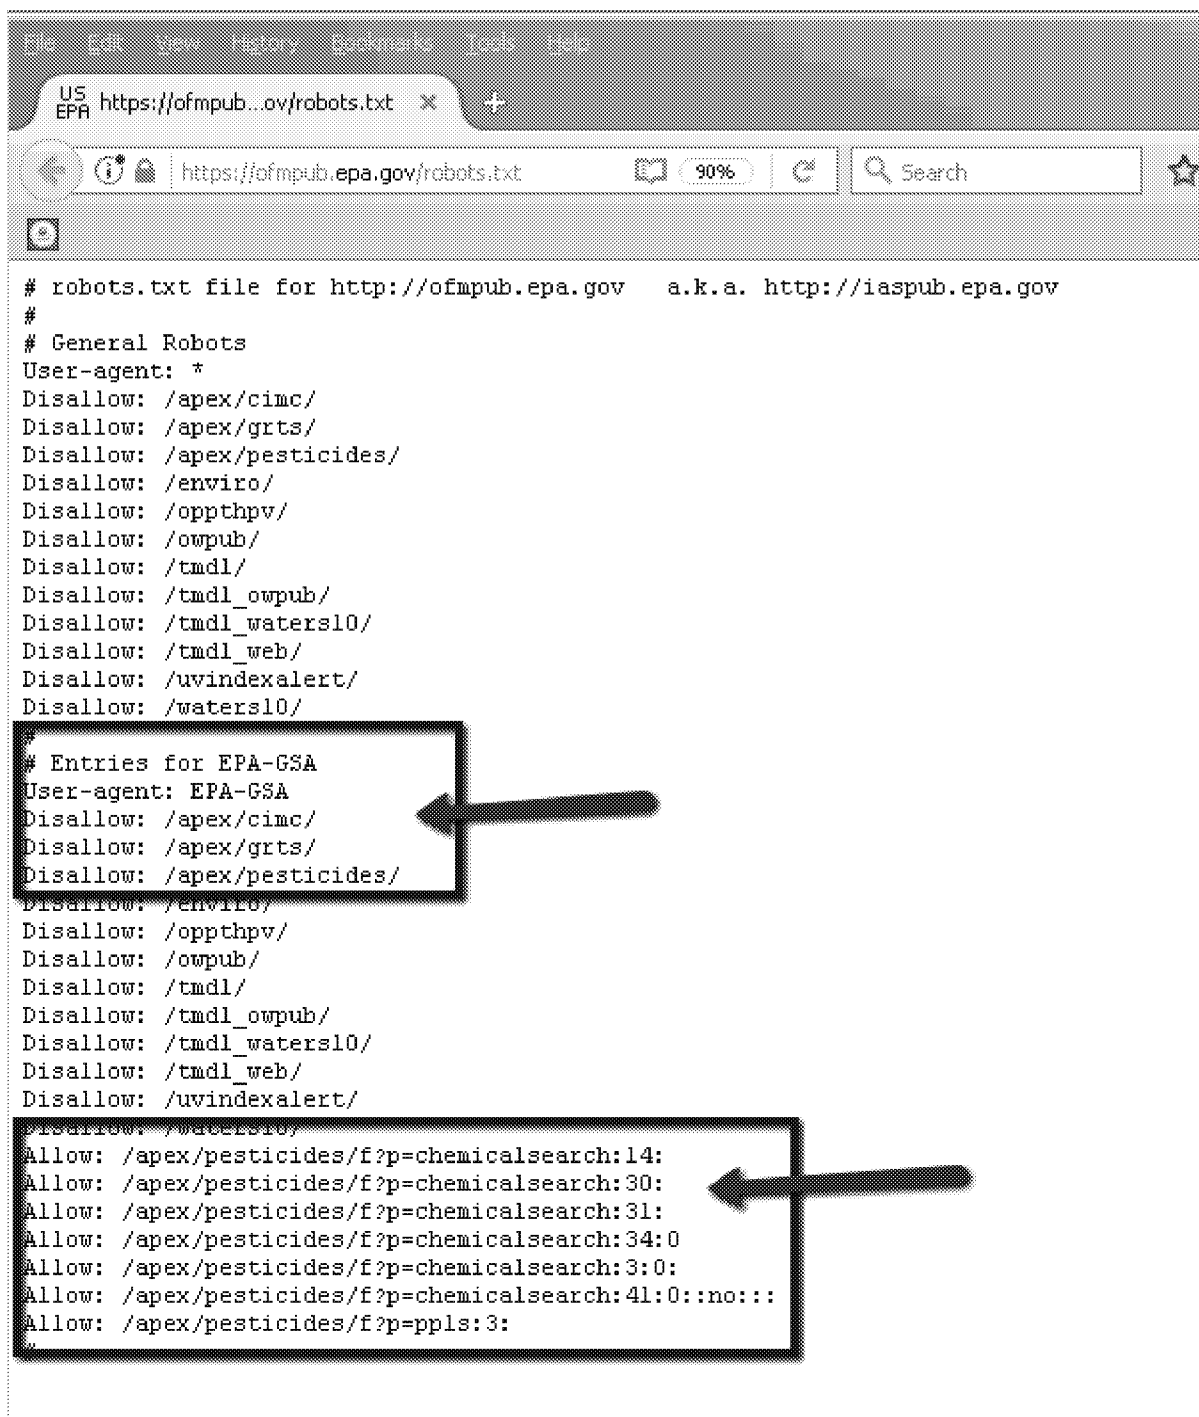 File Edit View History Bookmarks Tools Help
US EPA https://ofmpub...ov/robots.txt
https://ofmpub.epa.gov/robots.txt 90% Search
# robots.txt file for http://ofmpub.epa.gov a.k.a. http://iaspub.epa.gov
#
# General Robots
User-agent: *
Disallow: /apex/cimc/
Disallow: /apex/grts/
Disallow: /apex/pesticides/
Disallow: /enviro/
Disallow: /oppthpv/
Disallow: /owpub/
Disallow: /tmdl/
Disallow: /tmdl_owpub/
Disallow: /tmdl_waters10/
Disallow: /tmdl_web/
Disallow: /uvindexalert/
Disallow: /waters10/
#
# Entries for EPA-GSA
User-agent: EPA-GSA
Disallow: /apex/cimc/
Disallow: /apex/grts/
Disallow: /apex/pesticides/
Disallow: /enviro/
Disallow: /oppthpv/
Disallow: /owpub/
Disallow: /tmdl/
Disallow: /tmdl_owpub/
Disallow: /tmdl_waters10/
Disallow: /tmdl_web/
Disallow: /uvindexalert/
Disallow: /waters10/
Allow: /apex/pesticides/f?p=chemicalsearch:14:
Allow: /apex/pesticides/f?p=chemicalsearch:30:
Allow: /apex/pesticides/f?p=chemicalsearch:31:
Allow: /apex/pesticides/f?p=chemicalsearch:34:0
Allow: /apex/pesticides/f?p=chemicalsearch:3:0:
Allow: /apex/pesticides/f?p=chemicalsearch:41:0::no:::
Allow: /apex/pesticides/f?p=ppls:3:
#